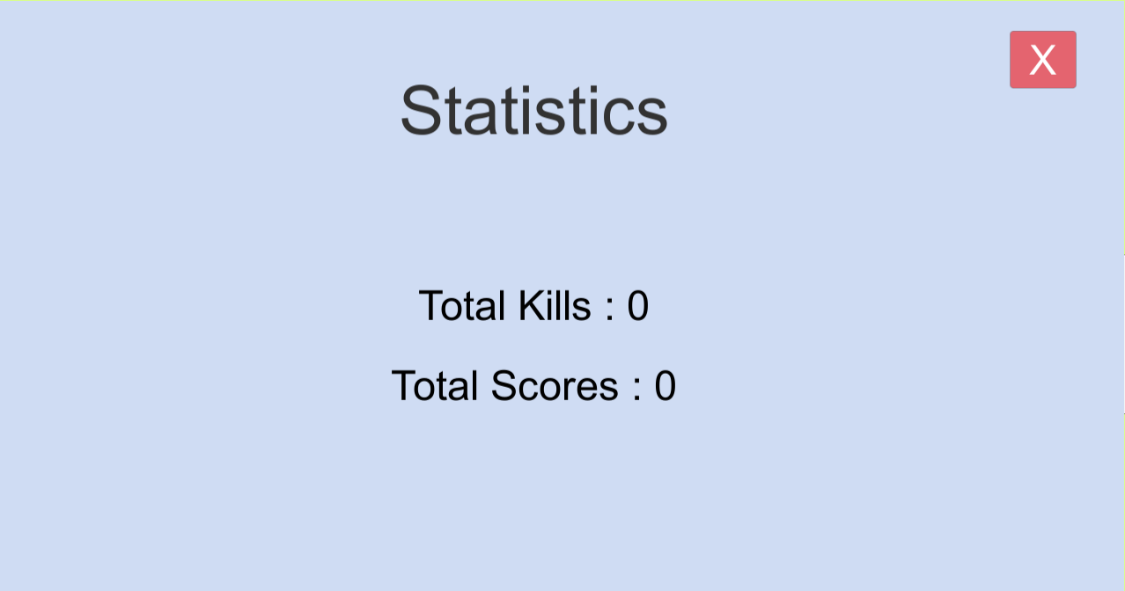 X
Statistics
Total Kills : 0
Total Scores : 0